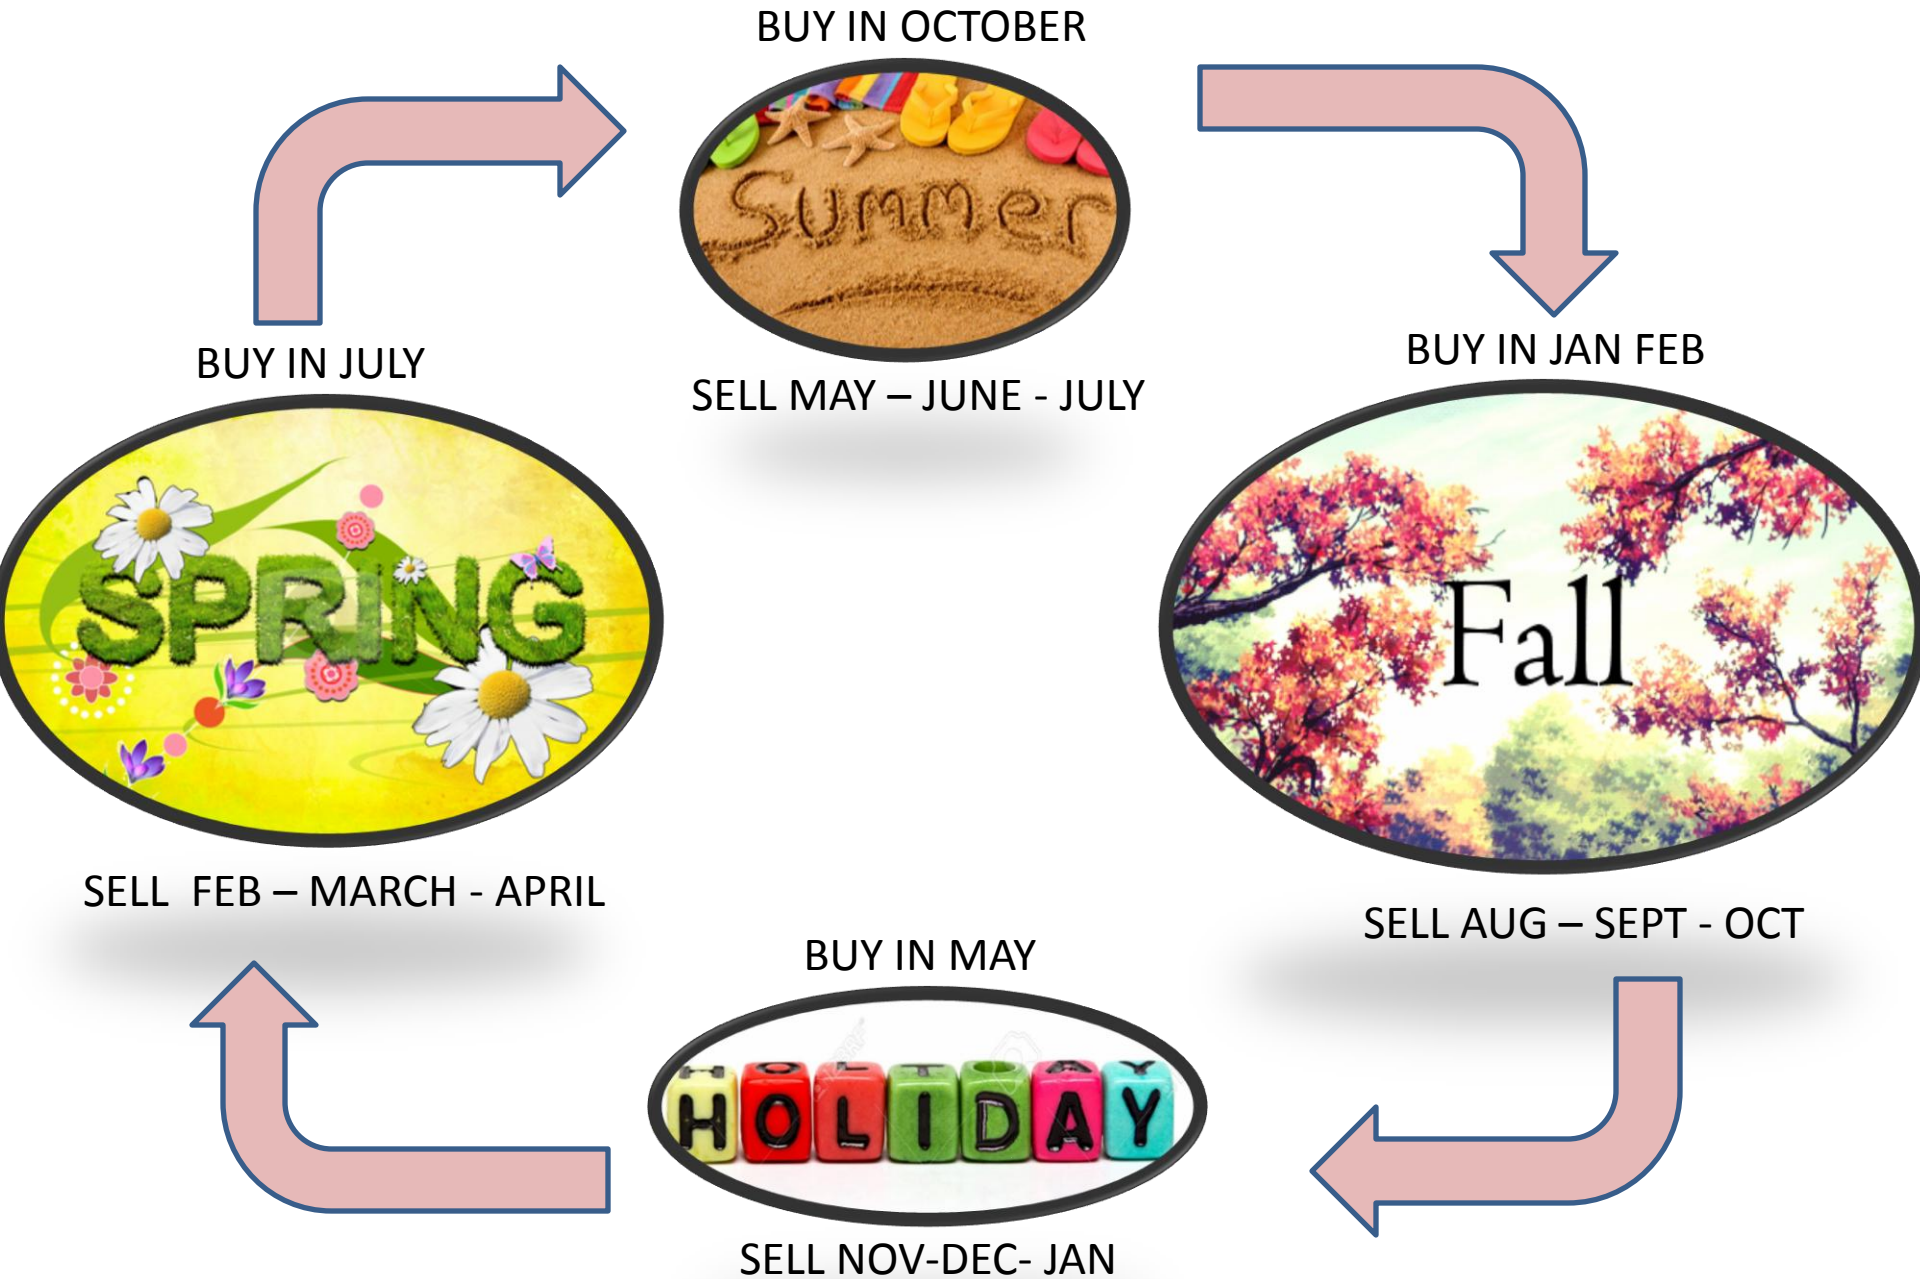 BUY IN OCTOBER
Summer
SELL MAY – JUNE - JULY
BUY IN JAN FEB
Fall
SELL AUG – SEPT - OCT
BUY IN JULY
SPRING
SELL  FEB – MARCH - APRIL
BUY IN MAY
HOLIDAY
SELL NOV-DEC- JAN